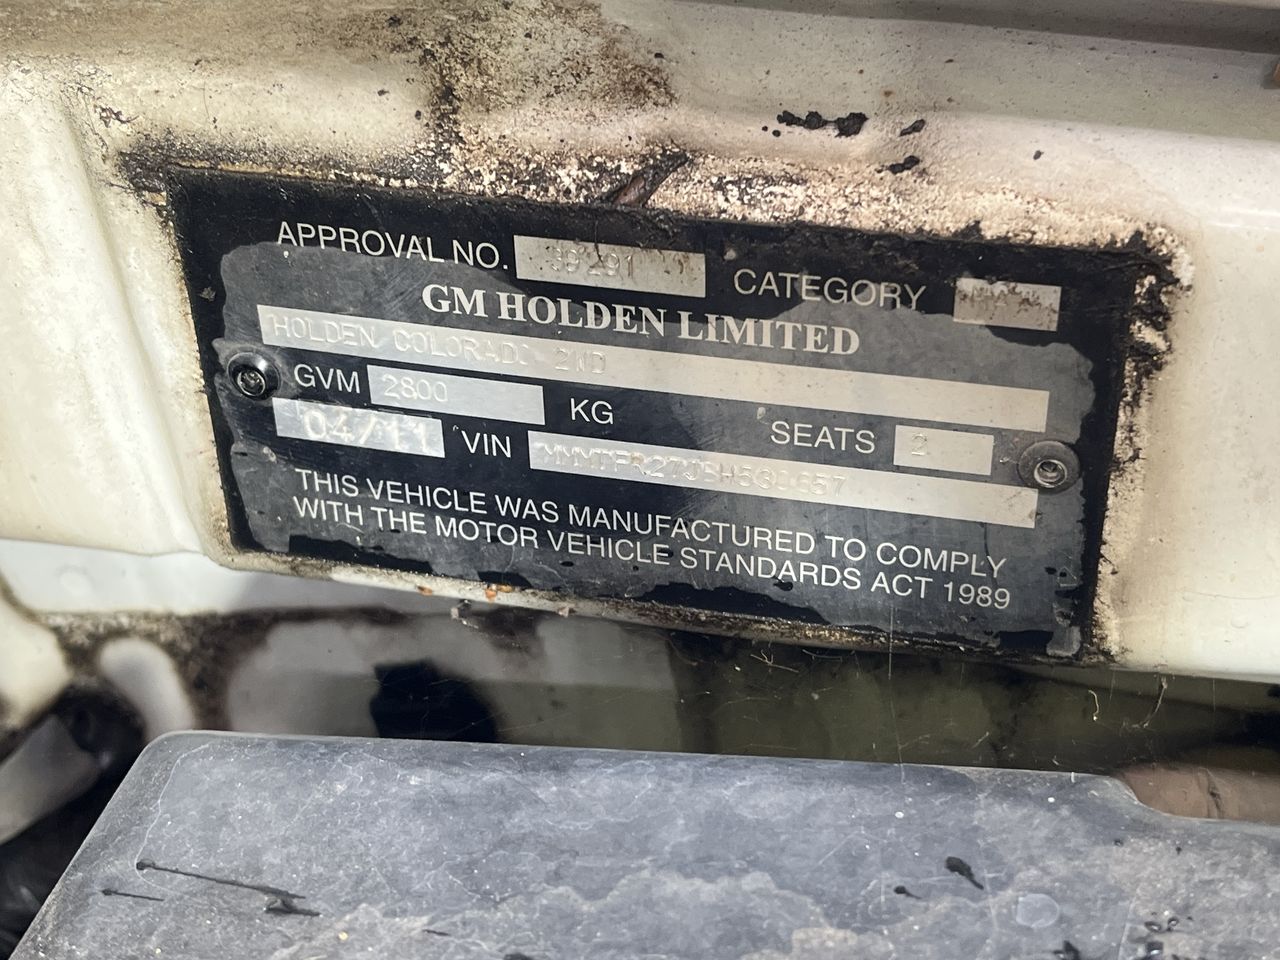 APPROVAL NO. 39291 CATEGORY
GM HOLDEN LIMITED
HOLDEN COLORADO 2WD
GVM 2800 KG SEATS 2
04/11 VIN
THIS VEHICLE WAS MANUFACTURED TO COMPLY
WITH THE MOTOR VEHICLE STANDARDS ACT 1989